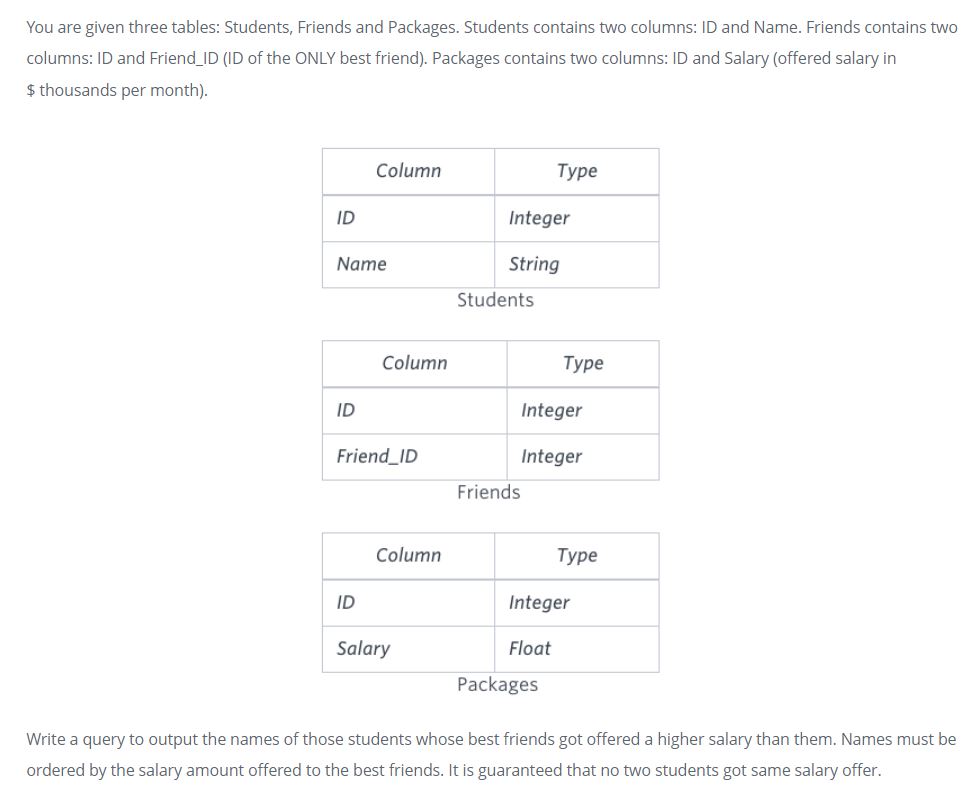 You are given three tables: Students, Friends and Packages. Students contains two columns: ID and Name. Friends contains two
columns: ID and Friend_ID (ID of the ONLY best friend). Packages contains two columns: ID and Salary (offered salary in
$ thousands per month).
Column Type
ID Integer
Name String
Students
Column Type
ID Integer
Friend_ID Integer
Friends
Column Type
ID Integer
Salary Float
Packages
Write a query to output the names of those students whose best friends got offered a higher salary than them. Names must be
ordered by the salary amount offered to the best friends. It is guaranteed that no two students got same salary offer.